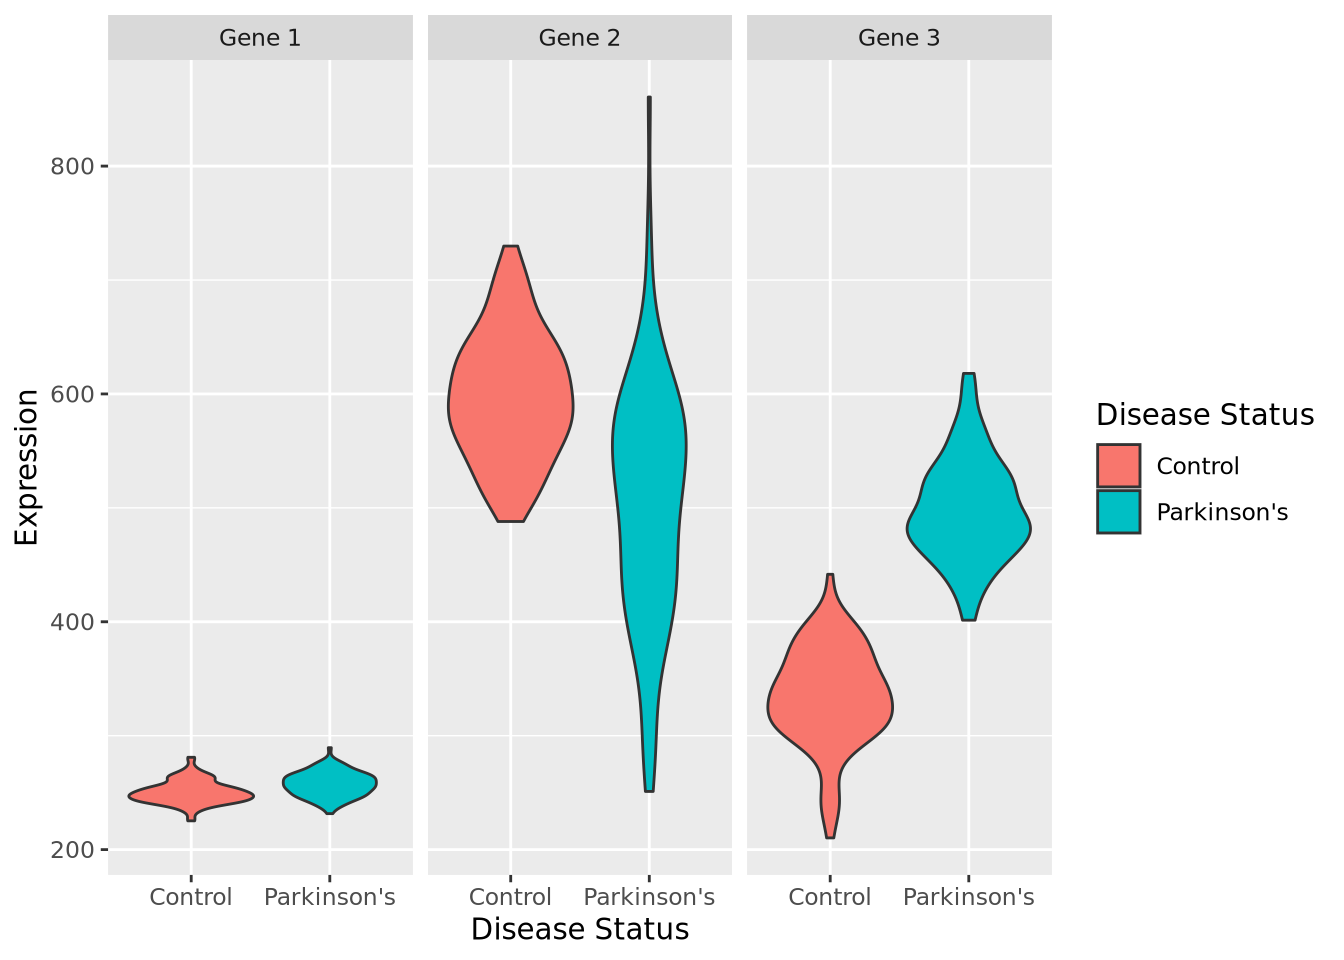 Gene 1
Gene 2
Gene 3
800
600
400
200
Expression
Control
Parkinson's
Control
Parkinson's
Control
Parkinson's
Disease Status
Disease Status
Control
Parkinson's